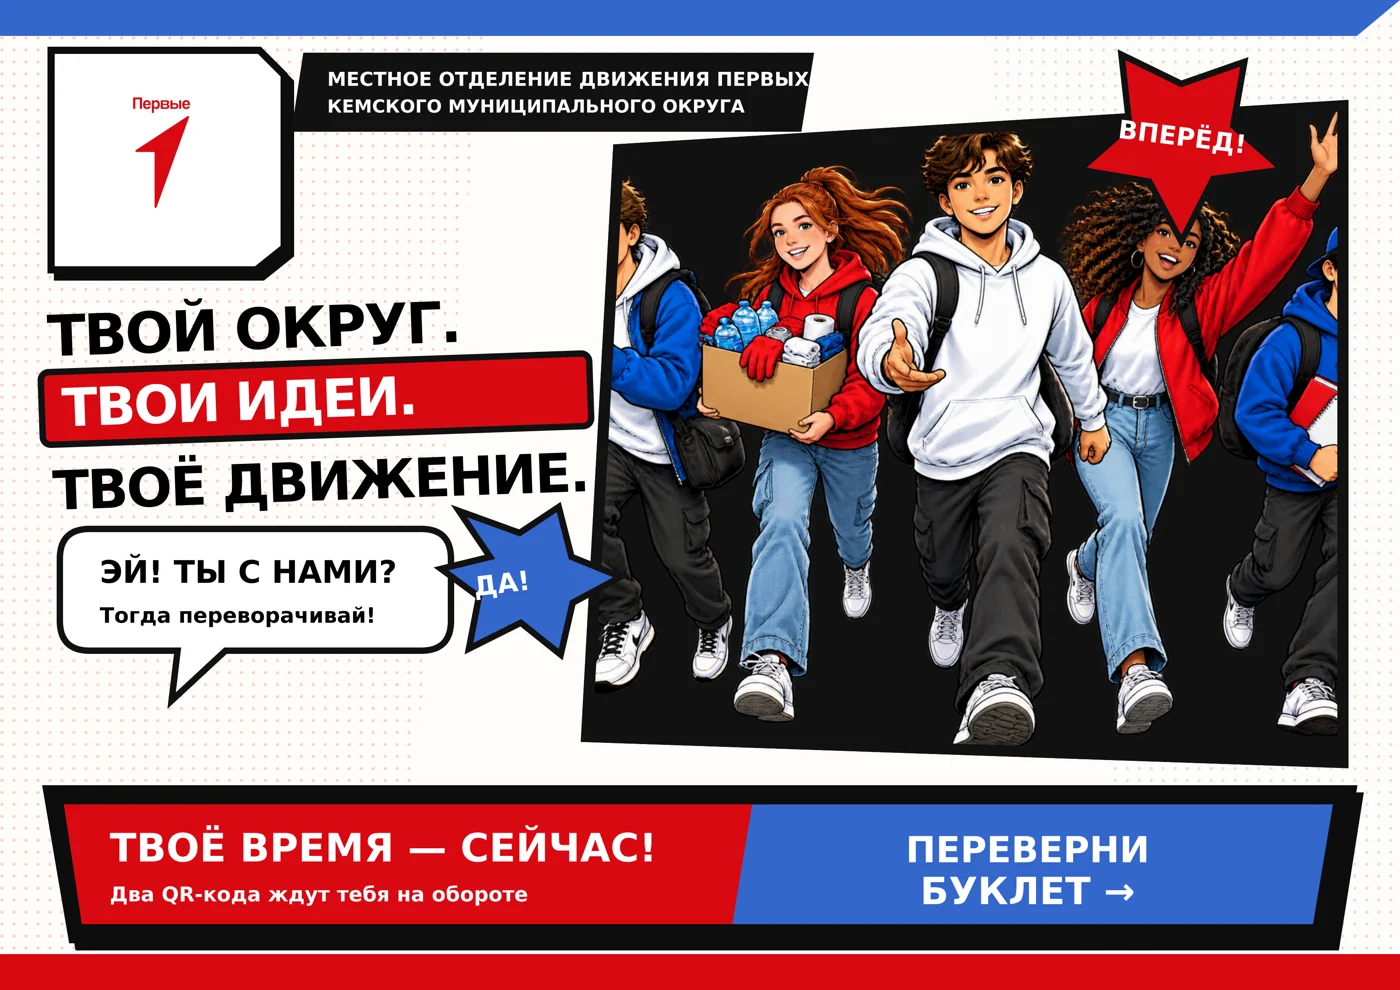 Первые
МЕСТНОЕ ОТДЕЛЕНИЕ ДВИЖЕНИЯ ПЕРВЫХ
КЕМСКОГО МУНИЦИПАЛЬНОГО ОКРУГА
ВПЕРЁД!
ТВОЙ ОКРУГ.
ТВОИ ИДЕИ.
ТВОЁ ДВИЖЕНИЕ.
ЭЙ! ТЫ С НАМИ?
Тогда переворачивай!
ДА!
ТВОЁ ВРЕМЯ — СЕЙЧАС!
Два QR-кода ждут тебя на обороте
ПЕРЕВЕРНИ
БУКЛЕТ →